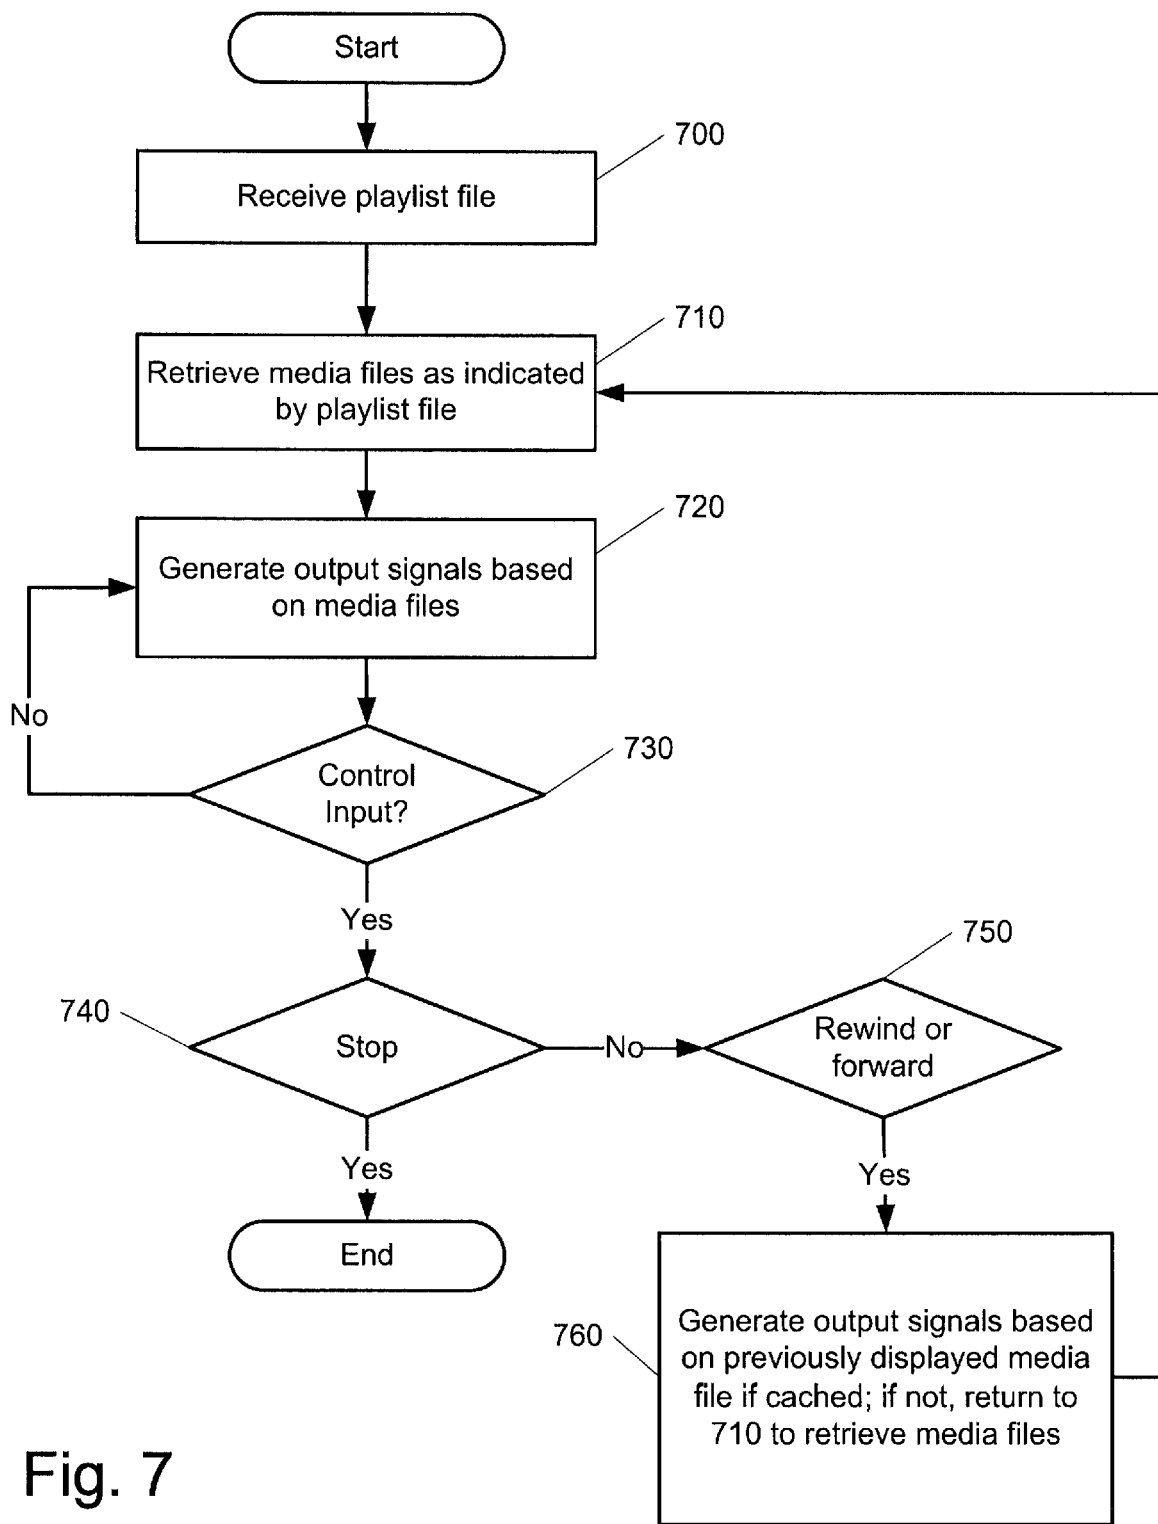 Start
700
Receive playlist file
710
Retrieve media files as indicated
by playlist file
720
Generate output signals based
on media files
No
730
Control
Input?
Yes
750
740
Stop
No
Rewind or
forward
Yes
Yes
End
760
Generate output signals based
on previously displayed media
file if cached; if not, return to
710 to retrieve media files
Fig. 7